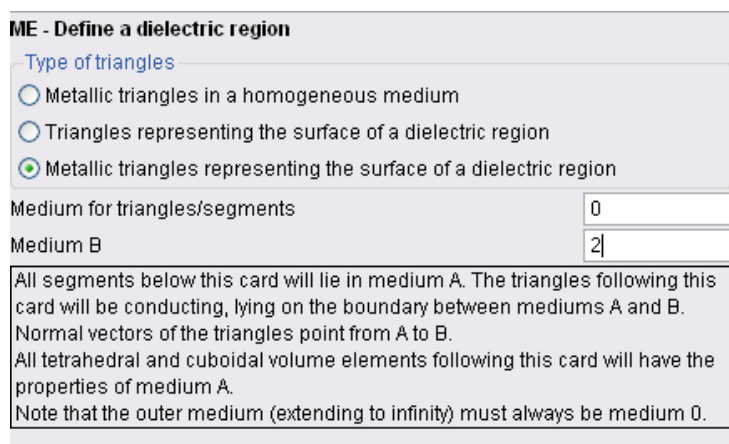 ME - Define a dielectric region
Type of triangles
Metallic triangles in a homogeneous medium
Triangles representing the surface of a dielectric region
Metallic triangles representing the surface of a dielectric region
Medium for triangles/segments 0
Medium B 2
All segments below this card will lie in medium A. The triangles following this
card will be conducting, lying on the boundary between mediums A and B.
Normal vectors of the triangles point from A to B.
All tetrahedral and cuboidal volume elements following this card will have the
properties of medium A.
Note that the outer medium (extending to infinity) must always be medium 0.